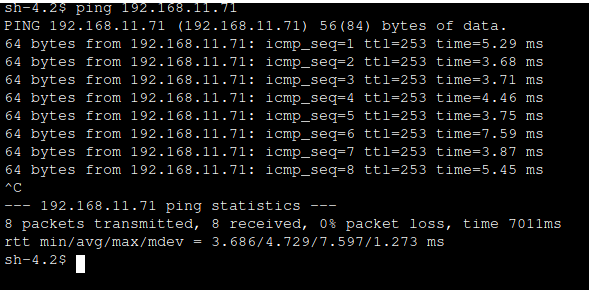 sh-4.2$ ping 192.168.11.71
PING 192.168.11.71 (192.168.11.71) 56(84) bytes of data.
64 bytes from 192.168.11.71: icmp_seq=1 ttl=253 time=5.29 ms
64 bytes from 192.168.11.71: icmp_seq=2 ttl=253 time=3.68 ms
64 bytes from 192.168.11.71: icmp_seq=3 ttl=253 time=3.71 ms
64 bytes from 192.168.11.71: icmp_seq=4 ttl=253 time=4.46 ms
64 bytes from 192.168.11.71: icmp_seq=5 ttl=253 time=3.75 ms
64 bytes from 192.168.11.71: icmp_seq=6 ttl=253 time=7.59 ms
64 bytes from 192.168.11.71: icmp_seq=7 ttl=253 time=3.87 ms
64 bytes from 192.168.11.71: icmp_seq=8 ttl=253 time=5.45 ms
^C
--- 192.168.11.71 ping statistics ---
8 packets transmitted, 8 received, 0% packet loss, time 7011ms
rtt min/avg/max/mdev = 3.686/4.729/7.597/1.273 ms
sh-4.2$